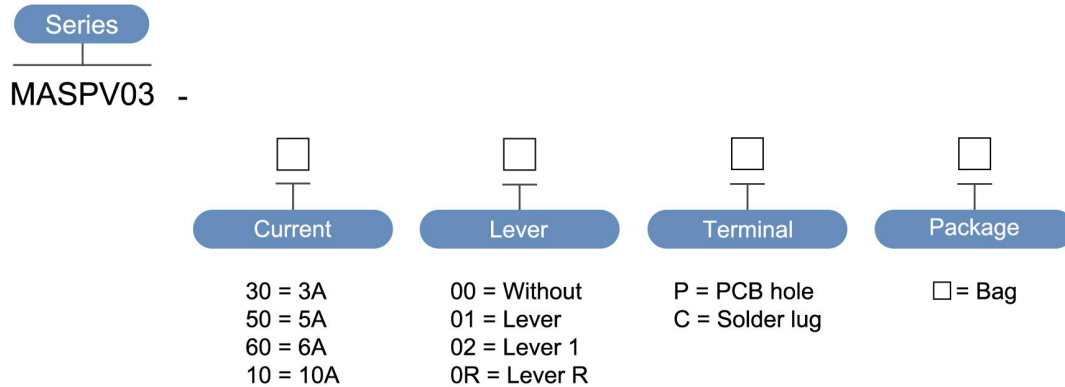 Series
MASPV03 -
□ □ □ □
Current Lever Terminal Package
30 = 3A 00 = Without P = PCB hole □ = Bag
50 = 5A 01 = Lever C = Solder lug
60 = 6A 02 = Lever 1
10 = 10A 0R = Lever R